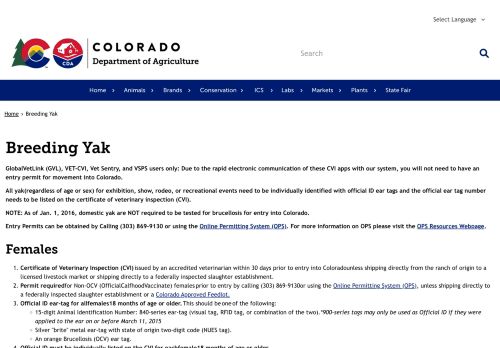 Select Language
COLORADO
CDA
Department of Agriculture
Search
Home Animals Brands Conservation ICS Labs Markets Plants State Fair
Home › Breeding Yak
Breeding Yak
GlobalVetLink (GVL), VET-CVI, Vet Sentry, and VSPS users only: Due to the rapid electronic communication of these CVI apps with our system, you will not need to have an
entry permit for movement into Colorado.
All yak(regardless of age or sex) for exhibition, show, rodeo, or recreational events need to be individually identified with official ID ear tags and the official ear tag number
needs to be listed on the certificate of veterinary inspection (CVI).
NOTE: As of Jan. 1, 2016, domestic yak are NOT required to be tested for brucellosis for entry into Colorado.
Entry Permits can be obtained by Calling (303) 869-9130 or using the Online Permitting System (OPS). For more information on OPS please visit the OPS Resources Webpage.
Females
1. Certificate of Veterinary Inspection (CVI) issued by an accredited veterinarian within 30 days prior to entry into Coloradounless shipping directly from the ranch of origin to a
licensed livestock market or shipping directly to a federally inspected slaughter establishment.
2. Permit requiredfor Non-OCV (OfficialCalfhoodVaccinate) femalesprior to entry by calling (303) 869-9130or using the Online Permitting System (OPS), unless shipping directly to
a federally inspected slaughter establishment or a Colorado Approved Feedlot.
3. Official ID ear-tag for allfemales18 months of age or older. This should beone of the following:
◦ 15-digit Animal Identification Number: 840-series ear-tag (visual tag, RFID tag, or combination of the two). *900-series tags may only be used as Official ID if they were
applied to the ear on or before March 11, 2015
◦ Silver "brite" metal ear-tag with state of origin two-digit code (NUES tag).
◦ An orange Brucellosis (OCV) ear tag.
4. Official ID must be individually listed on the CVI for eachfemale18 months of age or older.